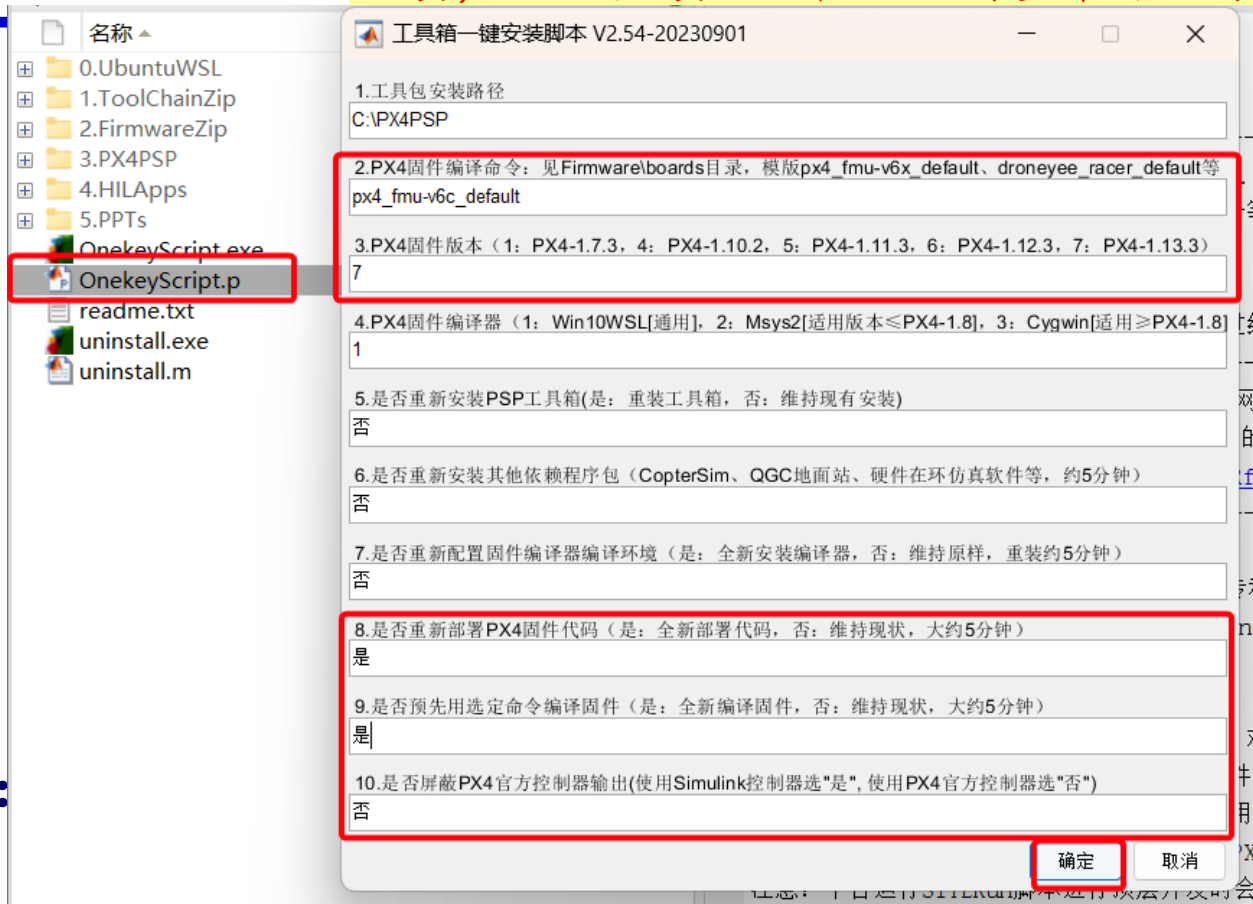 名称
0.UbuntuWSL
1.ToolChainZip
2.FirmwareZip
3.PX4PSP
4.HILApps
5.PPTs
OnekeyScript.exe
OnekeyScript.p
readme.txt
uninstall.exe
uninstall.m
工具箱一键安装脚本 V2.54-20230901
1.工具包安装路径
C:\PX4PSP
2.PX4固件编译命令：见Firmware\boards目录，模版px4_fmu-v6x_default、droneyee_racer_default等
px4_fmu-v6c_default
3.PX4固件版本（1：PX4-1.7.3，4：PX4-1.10.2，5：PX4-1.11.3，6：PX4-1.12.3，7：PX4-1.13.3）
7
4.PX4固件编译器（1：Win10WSL[通用]，2：Msys2[适用版本≤PX4-1.8]，3：Cygwin[适用≥PX4-1.8]
1
5.是否重新安装PSP工具箱(是：重装工具箱，否：维持现有安装)
否
6.是否重新安装其他依赖程序包（CopterSim、QGC地面站、硬件在环仿真软件等，约5分钟）
否
7.是否重新配置固件编译器编译环境（是：全新安装编译器，否：维持原样，重装约5分钟）
否
8.是否重新部署PX4固件代码（是：全新部署代码，否：维持现状，大约5分钟）
是
9.是否预先用选定命令编译固件（是：全新编译固件，否：维持现状，大约5分钟）
是
10.是否屏蔽PX4官方控制器输出(使用Simulink控制器选"是",使用PX4官方控制器选"否")
否
确定
取消